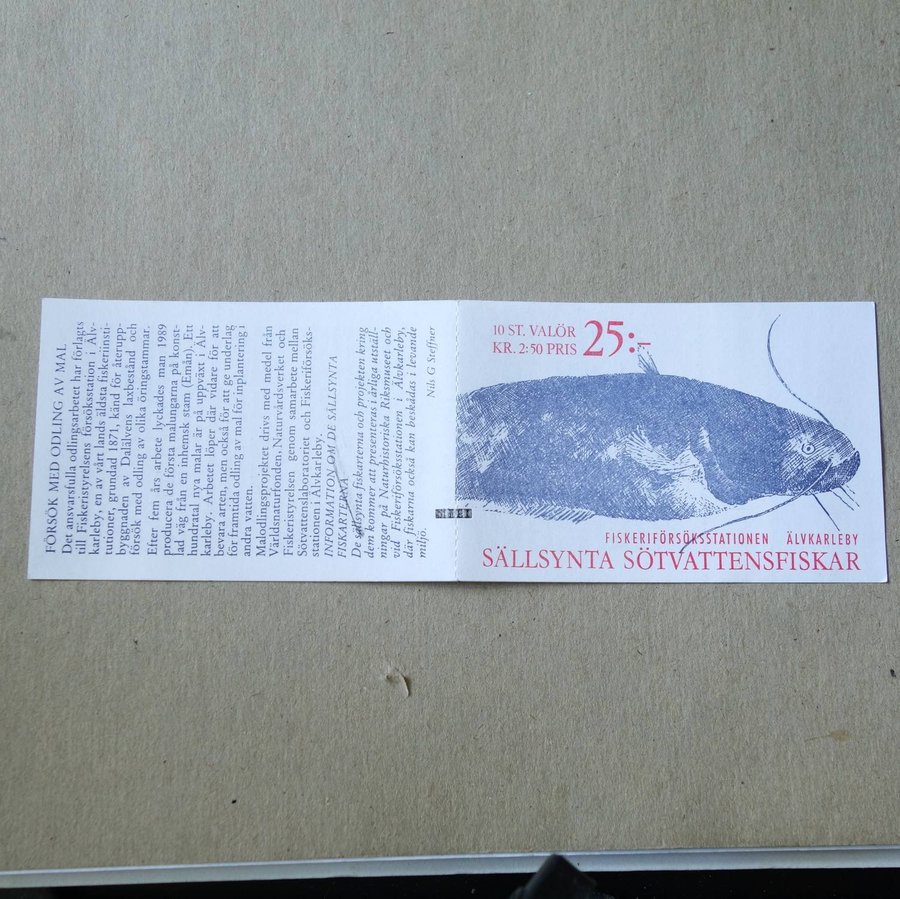 FÖRSÖK MED ODLING AV MAL
Det ansvarsfulla odlingsarbetet har förlagts
till Fiskeristyrelsens försöksstation i Älv-
karleby, en av vårt lands äldsta fiskeriinsti-
tutioner, grundad 1871, känd för återupp-
byggnaden av Dalälvens laxbestånd och
försök med odling av olika öringstammar.
Efter fem års arbete lyckades man 1989
producera de första malungarna på konst-
lad väg från en inhemsk stam (Emån). Ett
hundratal nya malar är på uppväxt i Älv-
karleby. Arbetet löper där vidare för att
bevara arten, men också för att ge underlag
för framtida odling av mal för inplantering i
andra vatten.
Malodlingsprojektet drivs med medel från
Världsnaturfonden, Naturvårdsverket och
Fiskeristyrelsen genom samarbete mellan
Sötvattenslaboratoriet och Fiskeriförsöks-
stationen i Älvkarleby.
INFORMATION OM DE SÄLLSYNTA
FISKARTERNA
De sällsynta fiskarterna och projekten kring
dem kommer att presenteras i årliga utställ-
ningar på Naturhistoriska Riksmuseet och
vid Fiskeriförsöksstationen i Älvkarleby,
där fiskarna också kan beskådas i levande
miljö.
Nils G Steffner
10 ST. VALÖR
KR. 2:50 PRIS 25:-
FISKERIFÖRSÖKSSTATIONEN ÄLVKARLEBY
SÄLLSYNTA SÖTVATTENSFISKAR